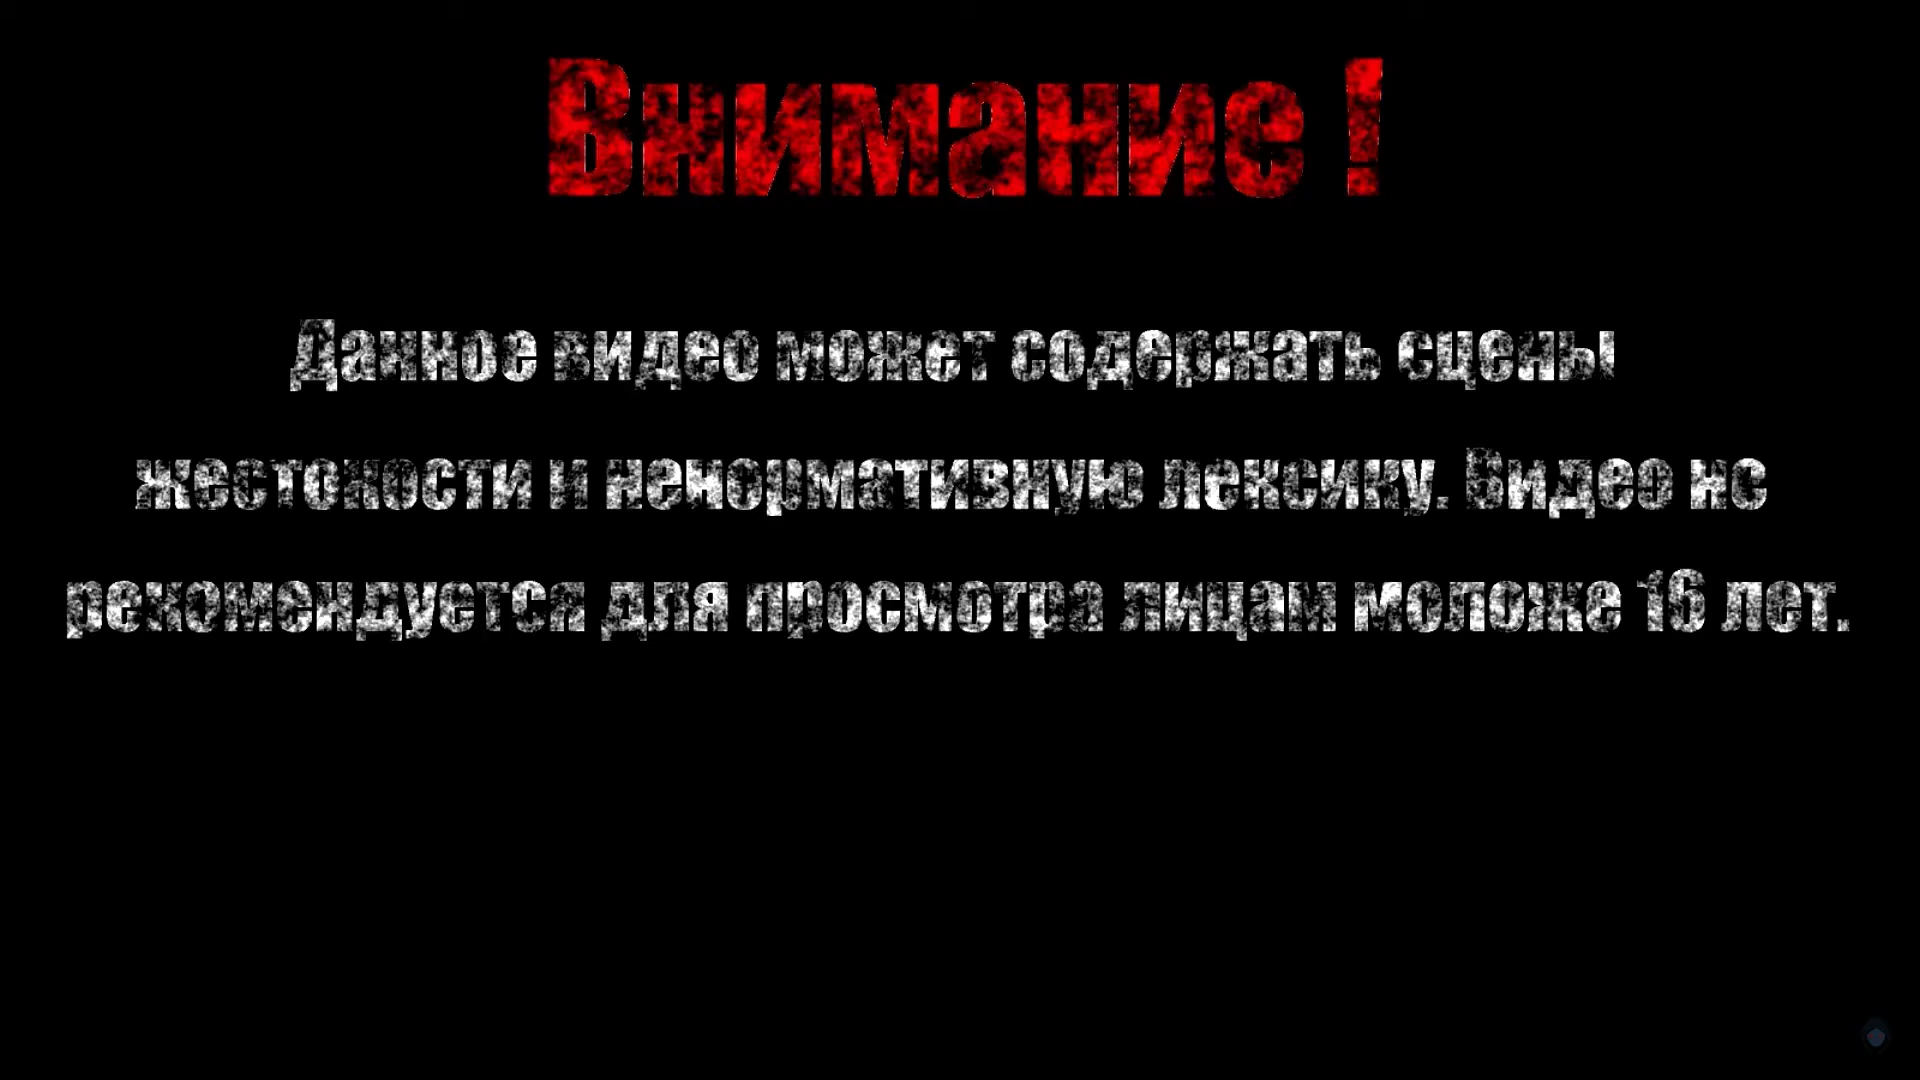 Внимание !
Данное видео может содержать сцены
жестокости и ненормативную лексику. Видео не
рекомендуется для просмотра лицам моложе 16 лет.